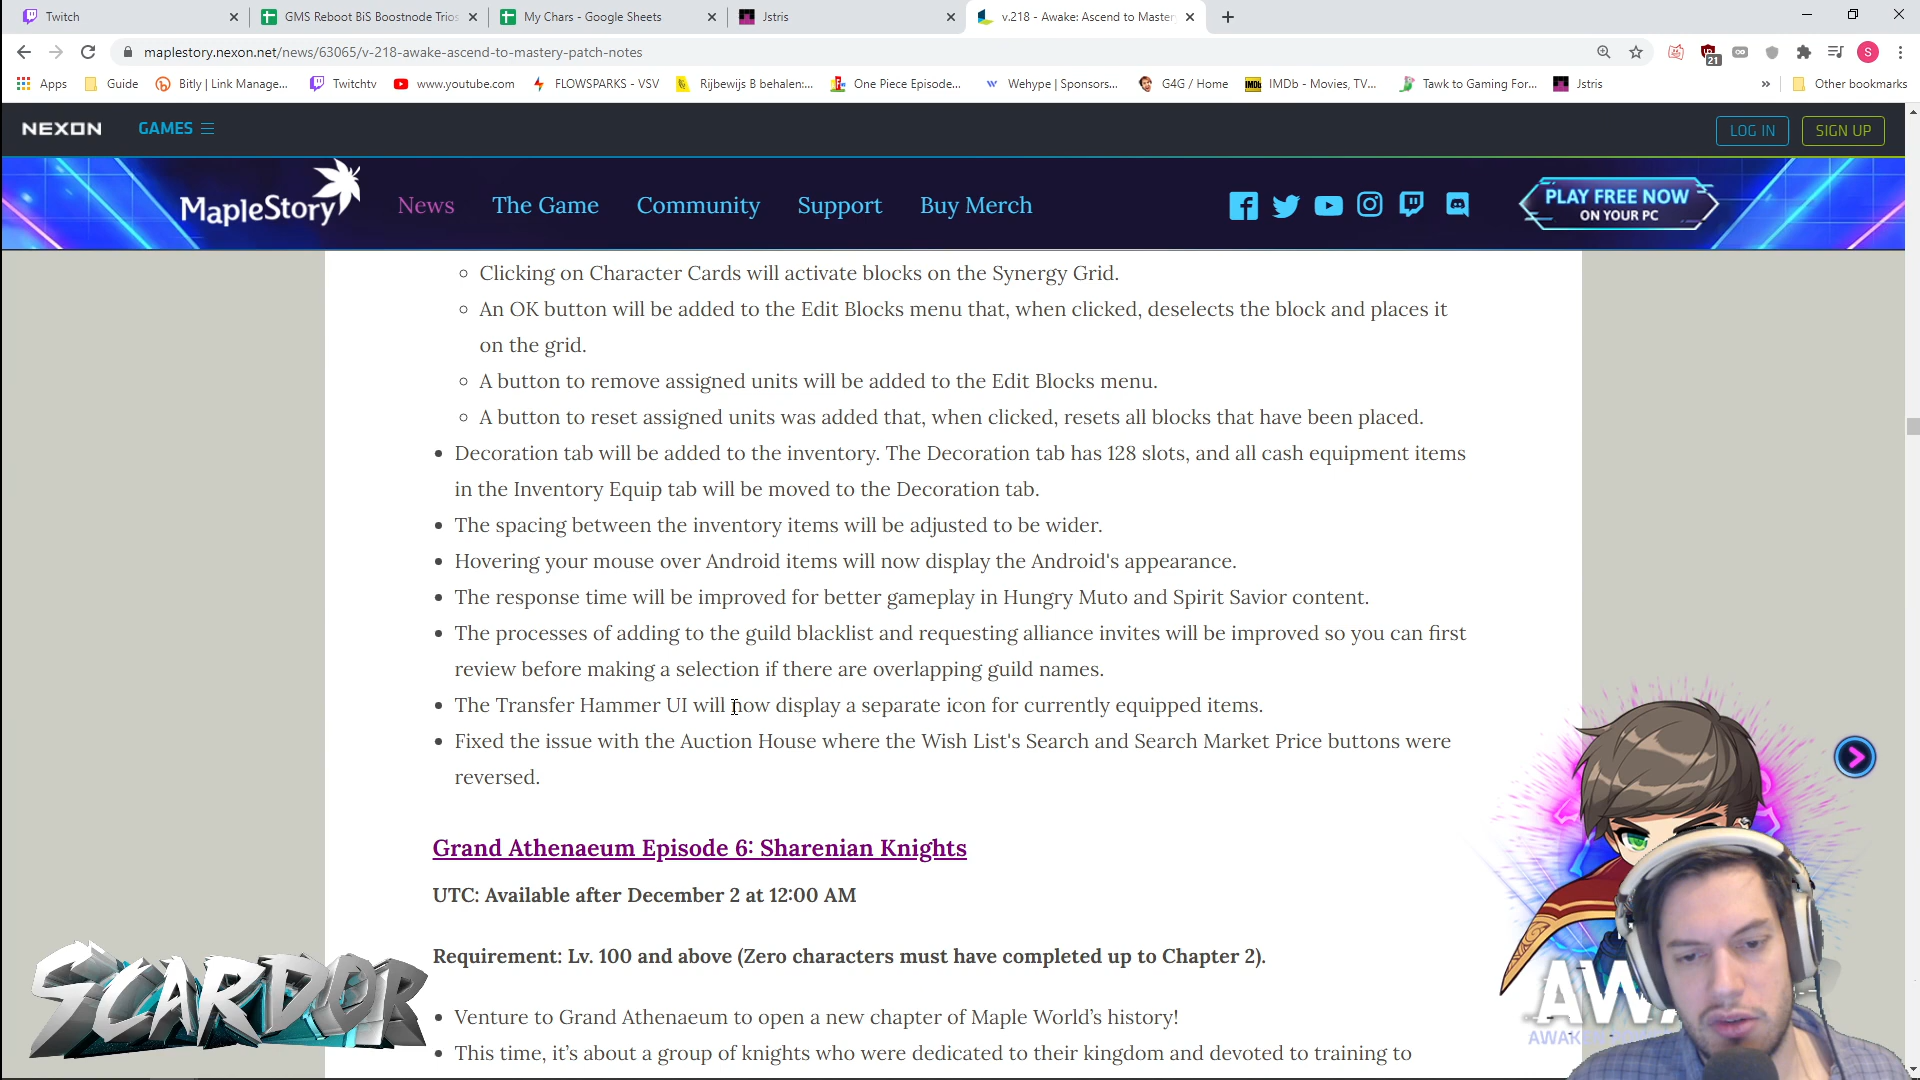 Twitch
GMS Reboot BiS Boostnode Trios
My Chars - Google Sheets
Jstris
v.218 - Awake: Ascend to Master
maplestory.nexon.net/news/63065/v-218-awake-ascend-to-mastery-patch-notes
21
S
Apps
Guide
Bitly | Link Manage...
Twitchtv
www.youtube.com
FLOWSPARKS - VSV
Rijbewijs B behalen:...
One Piece Episode...
Wehype | Sponsors...
G4G / Home
IMDb - Movies, TV...
Tawk to Gaming For...
Jstris
»
Other bookmarks
NEXON
GAMES
LOG IN
SIGN UP
MapleStory
News
The Game
Community
Support
Buy Merch
PLAY FREE NOW
ON YOUR PC
Clicking on Character Cards will activate blocks on the Synergy Grid.
An OK button will be added to the Edit Blocks menu that, when clicked, deselects the block and places it
on the grid.
A button to remove assigned units will be added to the Edit Blocks menu.
A button to reset assigned units was added that, when clicked, resets all blocks that have been placed.
Decoration tab will be added to the inventory. The Decoration tab has 128 slots, and all cash equipment items
in the Inventory Equip tab will be moved to the Decoration tab.
The spacing between the inventory items will be adjusted to be wider.
Hovering your mouse over Android items will now display the Android's appearance.
The response time will be improved for better gameplay in Hungry Muto and Spirit Savior content.
The processes of adding to the guild blacklist and requesting alliance invites will be improved so you can first
review before making a selection if there are overlapping guild names.
The Transfer Hammer UI will now display a separate icon for currently equipped items.
Fixed the issue with the Auction House where the Wish List's Search and Search Market Price buttons were
reversed.
Grand Athenaeum Episode 6: Sharenian Knights
UTC: Available after December 2 at 12:00 AM
Requirement: Lv. 100 and above (Zero characters must have completed up to Chapter 2).
Venture to Grand Athenaeum to open a new chapter of Maple World’s history!
This time, it’s about a group of knights who were dedicated to their kingdom and devoted to training to
SCARDOR
AW
AWAK